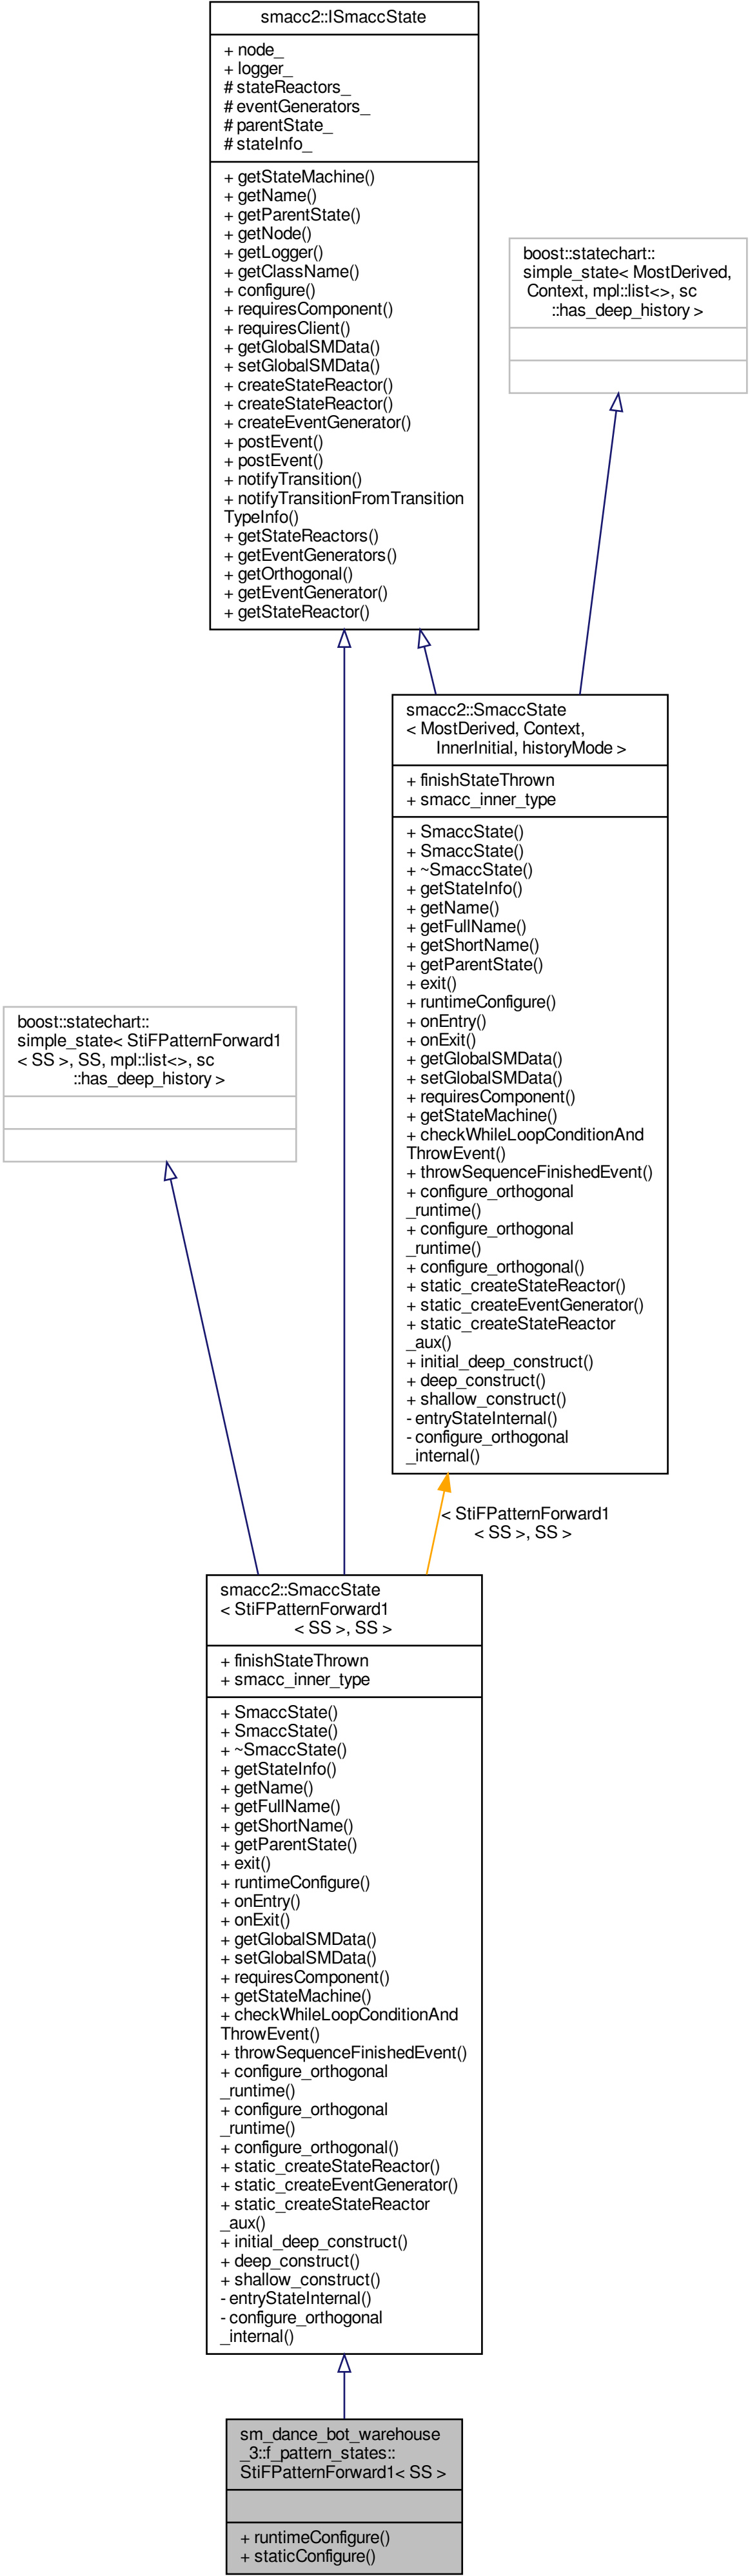 smacc2::ISmaccState
+ node_
+ logger_
# stateReactors_
# eventGenerators_
# parentState_
# stateInfo_
+ getStateMachine()
+ getName()
+ getParentState()
+ getNode()
+ getLogger()
+ getClassName()
+ configure()
+ requiresComponent()
+ requiresClient()
+ getGlobalSMData()
+ setGlobalSMData()
+ createStateReactor()
+ createStateReactor()
+ createEventGenerator()
+ postEvent()
+ postEvent()
+ notifyTransition()
+ notifyTransitionFromTransition
TypeInfo()
+ getStateReactors()
+ getEventGenerators()
+ getOrthogonal()
+ getEventGenerator()
+ getStateReactor()
boost::statechart::
simple_state< MostDerived,
Context, mpl::list<>, sc
::has_deep_history >
smacc2::SmaccState
< MostDerived, Context,
InnerInitial, historyMode >
+ finishStateThrown
+ smacc_inner_type
+ SmaccState()
+ SmaccState()
+ ~SmaccState()
+ getStateInfo()
+ getName()
+ getFullName()
+ getShortName()
+ getParentState()
+ exit()
+ runtimeConfigure()
+ onEntry()
+ onExit()
+ getGlobalSMData()
+ setGlobalSMData()
+ requiresComponent()
+ getStateMachine()
+ checkWhileLoopConditionAnd
ThrowEvent()
+ throwSequenceFinishedEvent()
+ configure_orthogonal
_runtime()
+ configure_orthogonal
_runtime()
+ configure_orthogonal()
+ static_createStateReactor()
+ static_createEventGenerator()
+ static_createStateReactor
_aux()
+ initial_deep_construct()
+ deep_construct()
+ shallow_construct()
- entryStateInternal()
- configure_orthogonal
_internal()
boost::statechart::
simple_state< StiFPatternForward1
< SS >, SS, mpl::list<>, sc
::has_deep_history >
< StiFPatternForward1
< SS >, SS >
smacc2::SmaccState
< StiFPatternForward1
< SS >, SS >
+ finishStateThrown
+ smacc_inner_type
+ SmaccState()
+ SmaccState()
+ ~SmaccState()
+ getStateInfo()
+ getName()
+ getFullName()
+ getShortName()
+ getParentState()
+ exit()
+ runtimeConfigure()
+ onEntry()
+ onExit()
+ getGlobalSMData()
+ setGlobalSMData()
+ requiresComponent()
+ getStateMachine()
+ checkWhileLoopConditionAnd
ThrowEvent()
+ throwSequenceFinishedEvent()
+ configure_orthogonal
_runtime()
+ configure_orthogonal
_runtime()
+ configure_orthogonal()
+ static_createStateReactor()
+ static_createEventGenerator()
+ static_createStateReactor
_aux()
+ initial_deep_construct()
+ deep_construct()
+ shallow_construct()
- entryStateInternal()
- configure_orthogonal
_internal()
sm_dance_bot_warehouse
_3::f_pattern_states::
StiFPatternForward1< SS >
+ runtimeConfigure()
+ staticConfigure()